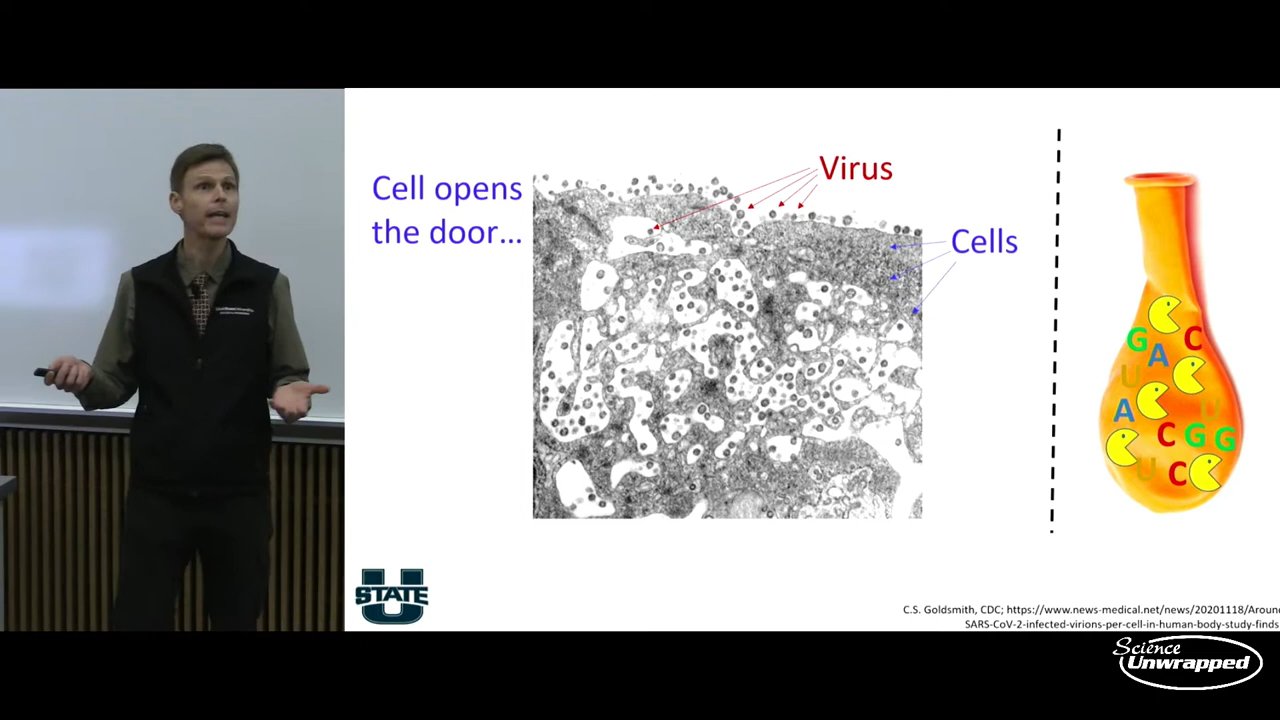 Cell opens
the door...
Virus
Cells
G
C
A
U
A
U
C
G
G
U
C
STATE
U
C.S. Goldsmith, CDC; https://www.news-medical.net/news/20201118/Around
SARS-CoV-2-infected-virions-per-cell-in-human-body-study-finds
Science
Unwrapped